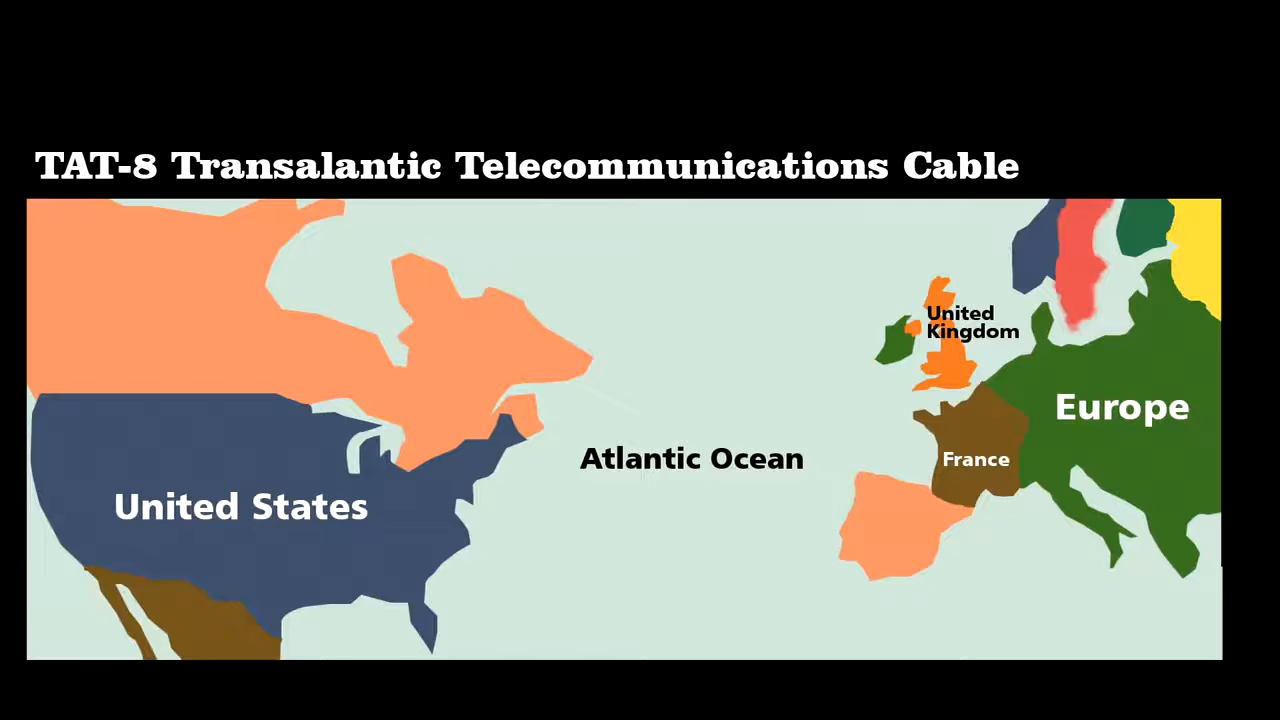 TAT-8 Transalantic Telecommunications Cable
United
Kingdom
Europe
Atlantic Ocean
France
United States